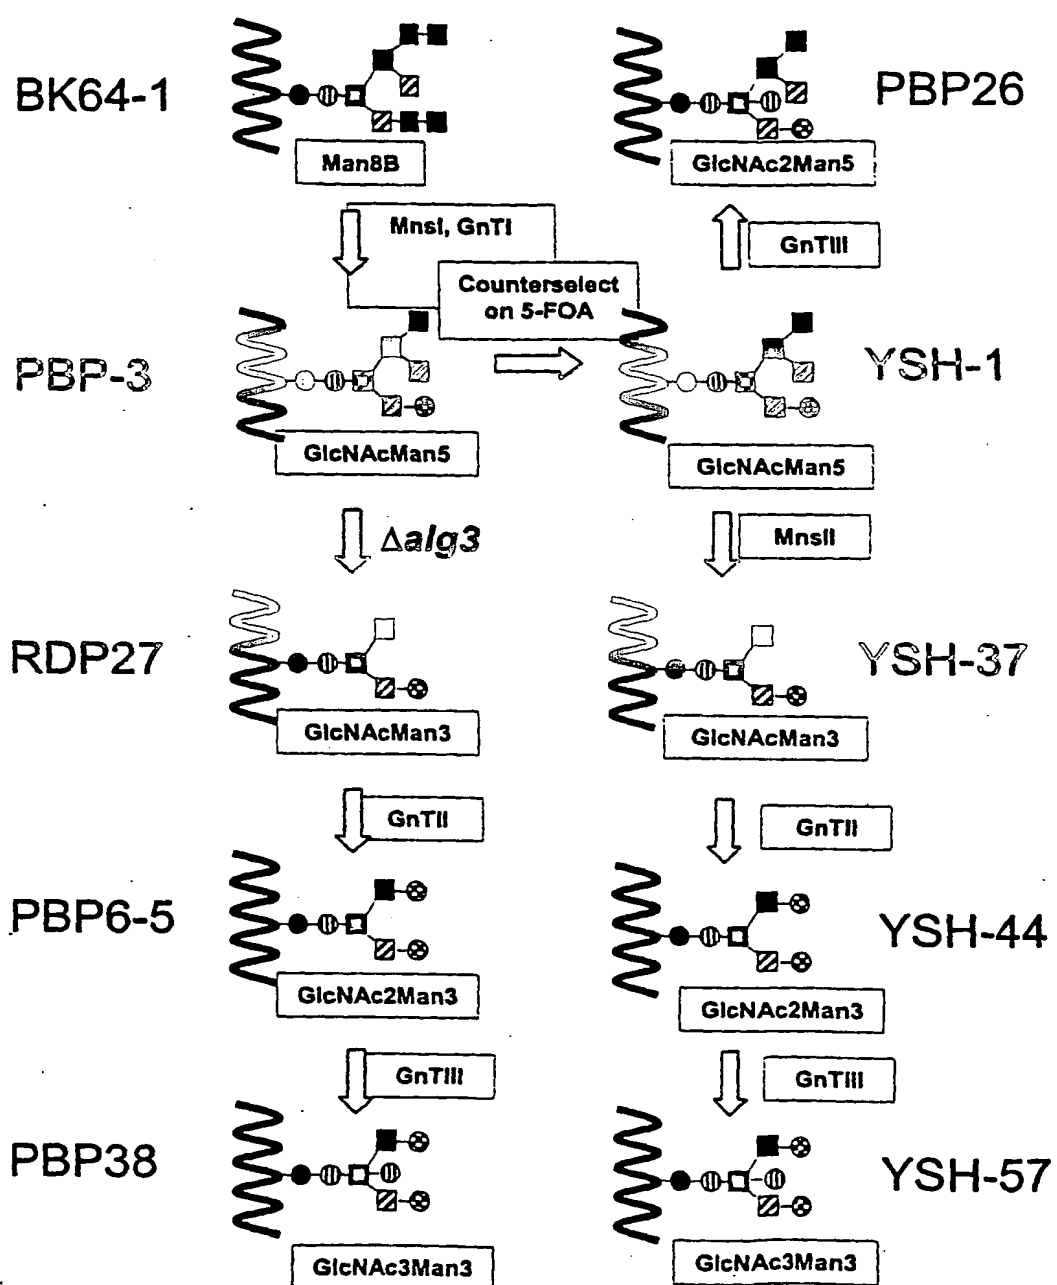 BK64-1
Man8B
PBP26
GlcNAc2Man5
MnsI, GnTI
GnTIII
Counterselect
on 5-FOA
PBP-3
GlcNAcMan5
YSH-1
GlcNAcMan5
Δalg3
MnsII
RDP27
GlcNAcMan3
YSH-37
GlcNAcMan3
GnTII
GnTII
PBP6-5
GlcNAc2Man3
YSH-44
GlcNAc2Man3
GnTIII
GnTIII
PBP38
GlcNAc3Man3
YSH-57
GlcNAc3Man3